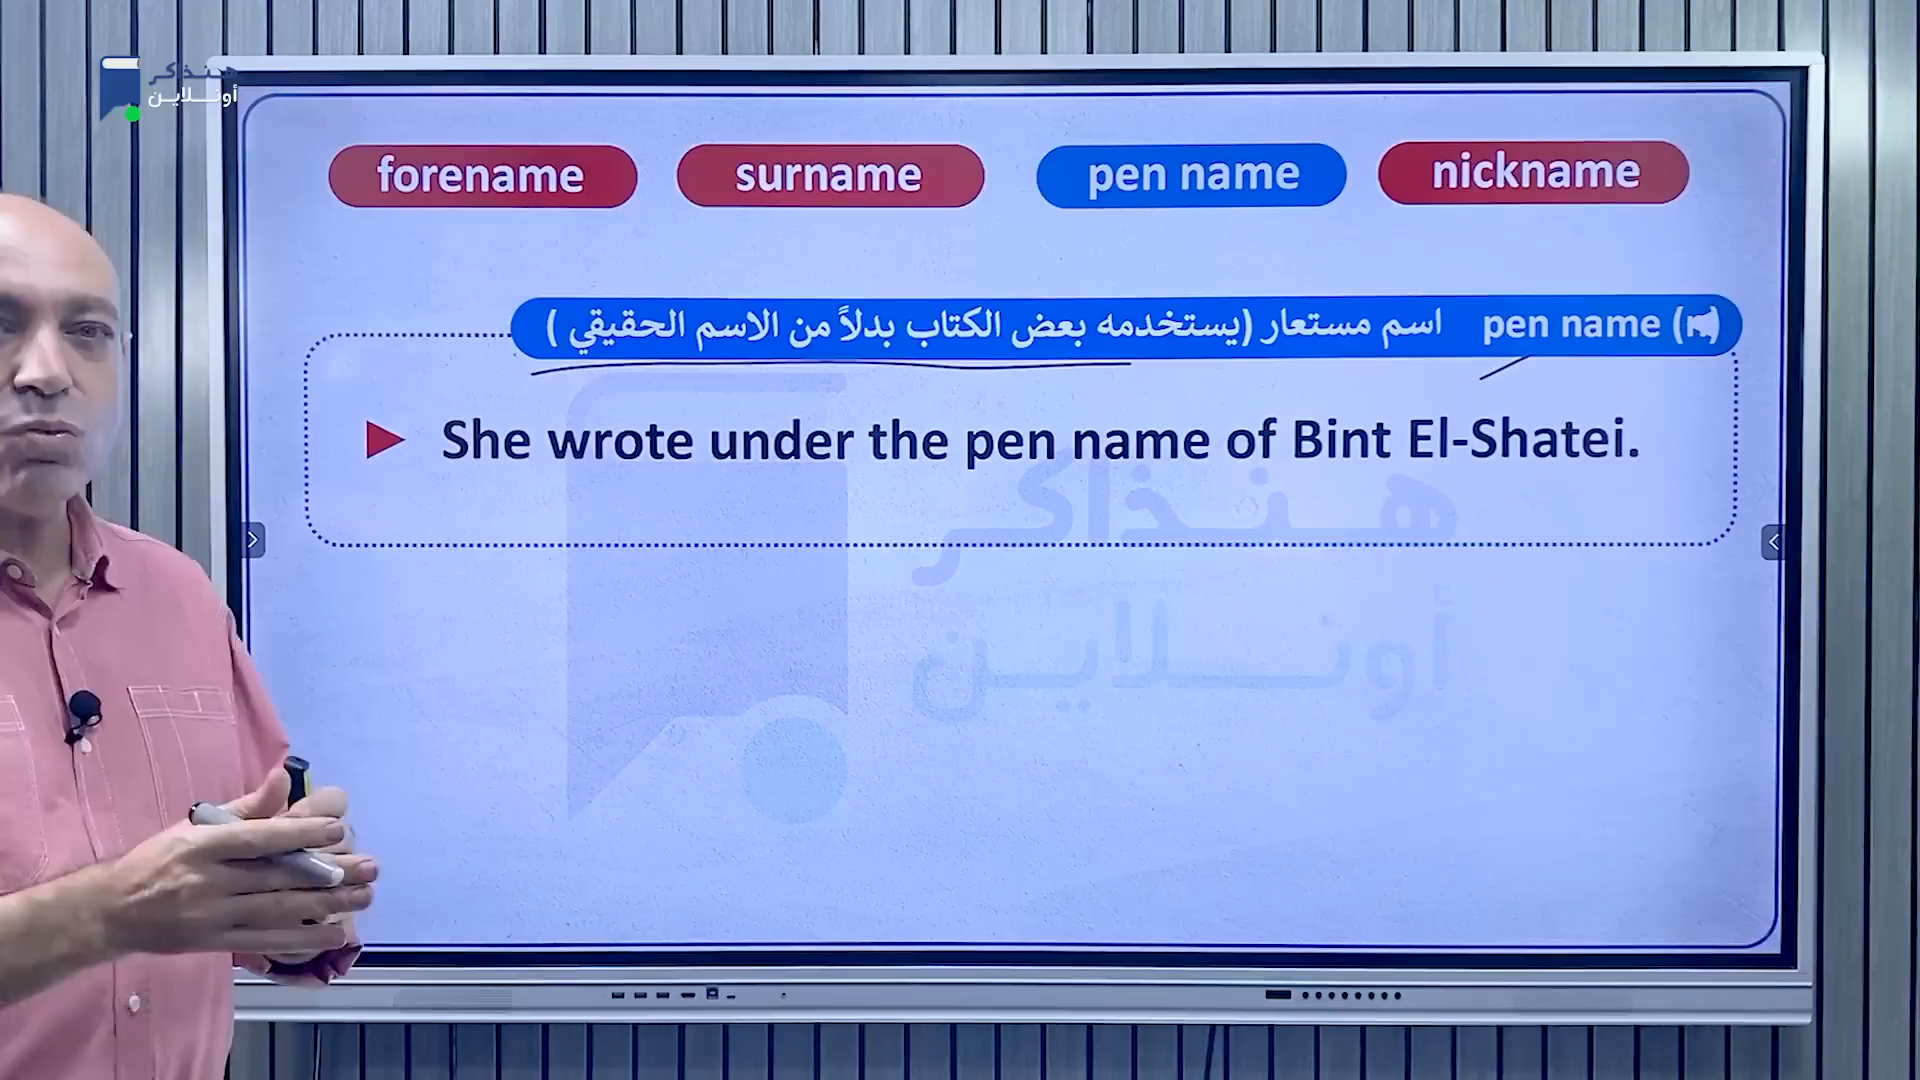 هنذاكر
أونلاين
forename surname pen name nickname
pen name اسم مستعار (يستخدمه بعض الكتاب بدلاً من الاسم الحقيقي )
She wrote under the pen name of Bint El-Shatei.
هنذاكر
أونلاين